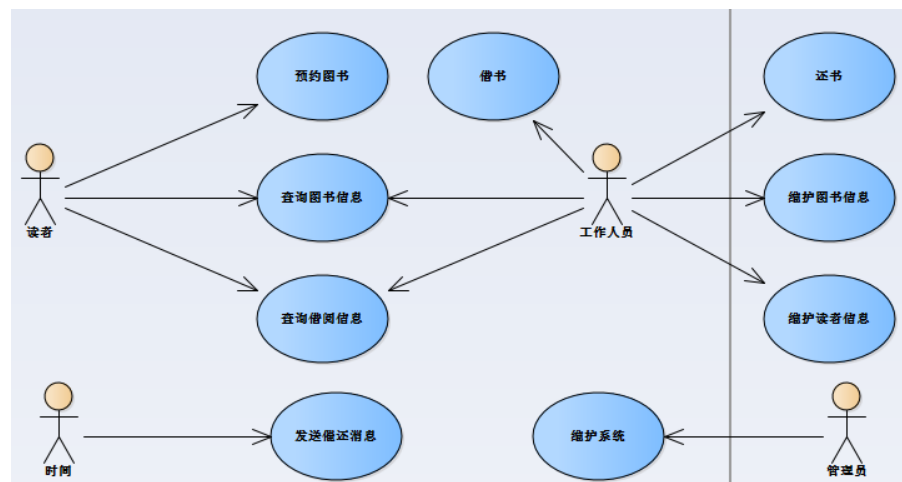 预约图书
借书
还书
查询图书信息
维护图书信息
读者
工作人员
查询借阅信息
维护读者信息
发送偿还消息
维护系统
时间
管理员